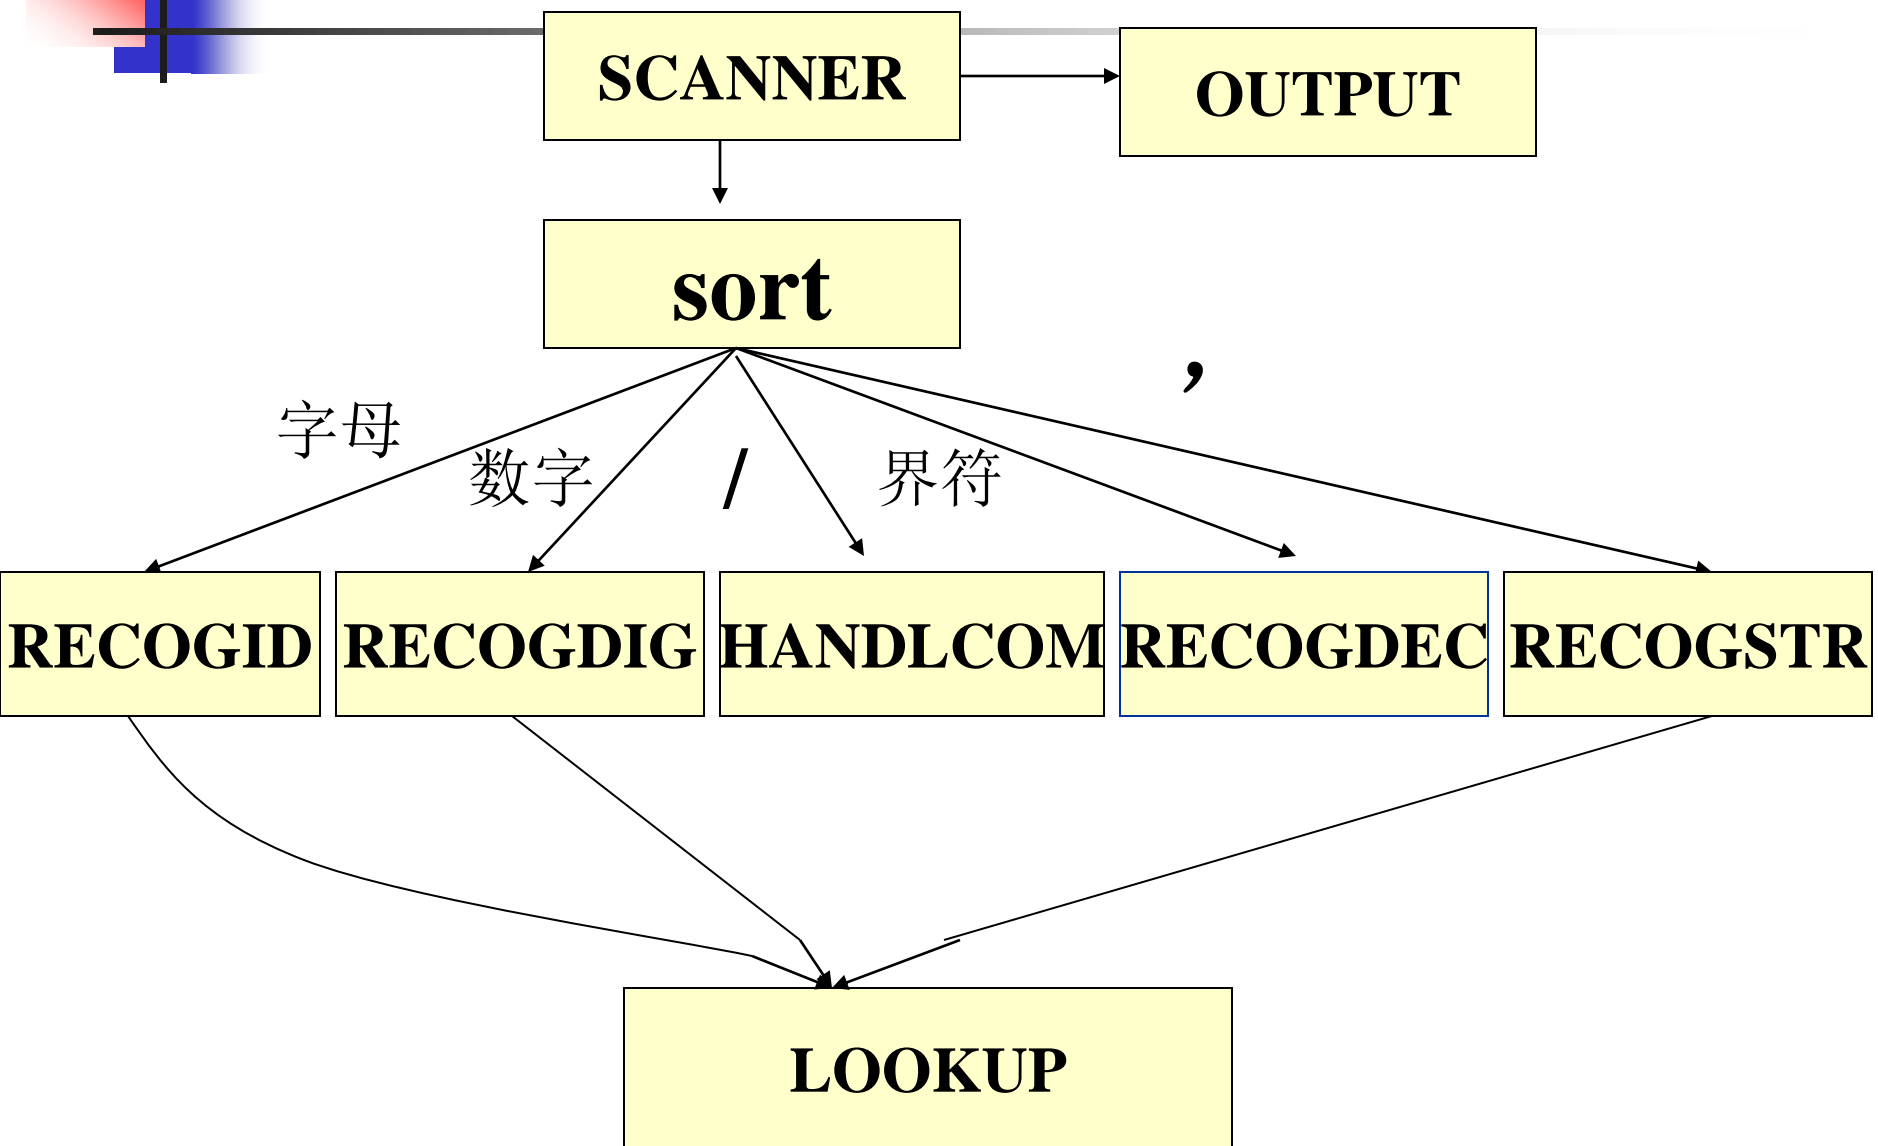 SCANNER
OUTPUT
sort
’
字母
数字
/
界符
RECOGID
RECOGDIG
HANDLCOM
RECOGDEC
RECOGSTR
LOOKUP